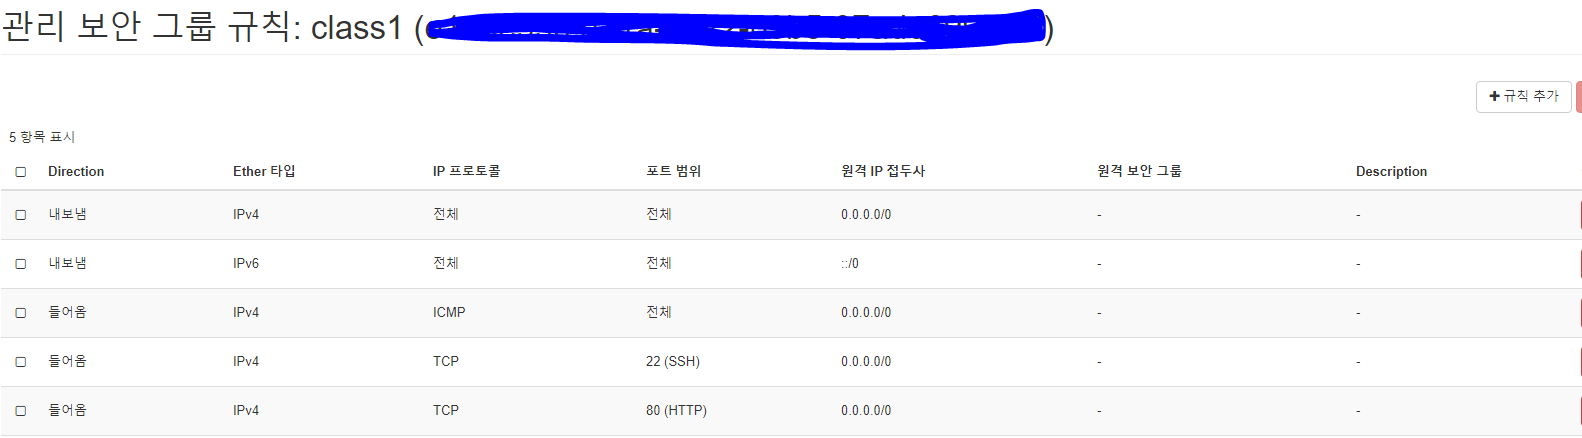 관리 보안 그룹 규칙: class1 ()
규칙 추가
5 항목 표시
Direction Ether 타입 IP 프로토콜 포트 범위 원격 IP 접두사 원격 보안 그룹 Description
내보냄 IPv4 전체 전체 0.0.0.0/0 - -
내보냄 IPv6 전체 전체 ::/0 - -
들어옴 IPv4 ICMP 전체 0.0.0.0/0 - -
들어옴 IPv4 TCP 22 (SSH) 0.0.0.0/0 - -
들어옴 IPv4 TCP 80 (HTTP) 0.0.0.0/0 - -